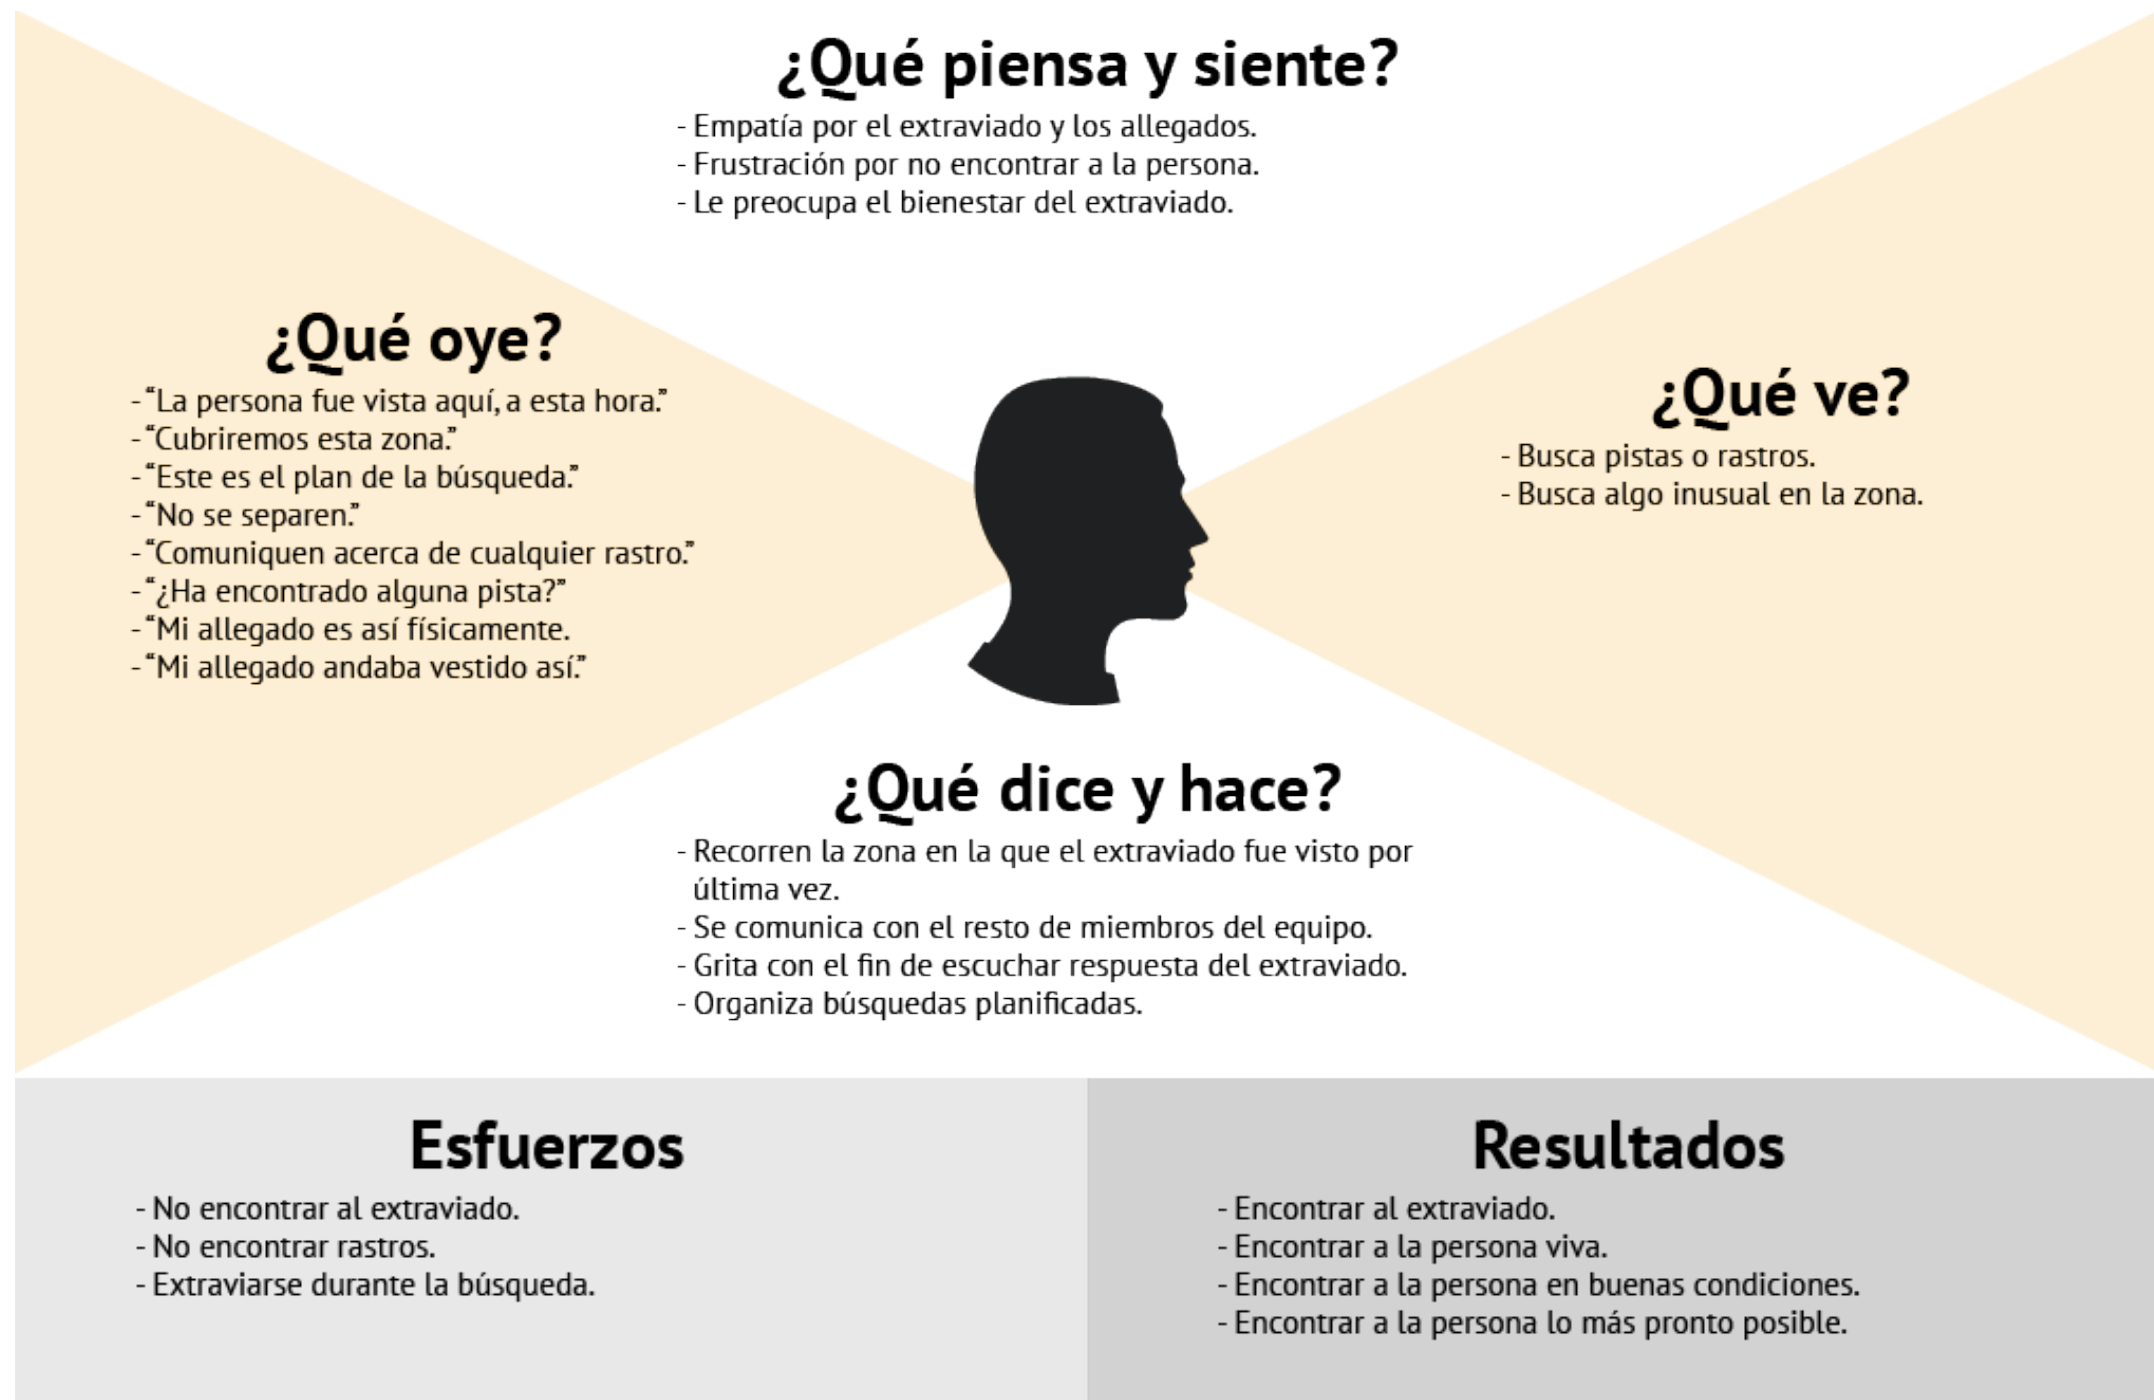 ¿Qué piensa y siente?
- Empatía por el extraviado y los allegados.
- Frustración por no encontrar a la persona.
- Le preocupa el bienestar del extraviado.
¿Qué oye?
- “La persona fue vista aquí, a esta hora.”
- “Cubriremos esta zona.”
- “Este es el plan de la búsqueda.”
- “No se separen.”
- “Comuniquen acerca de cualquier rastro.”
- “¿Ha encontrado alguna pista?”
- “Mi allegado es así físicamente.
- “Mi allegado andaba vestido así.”
¿Qué ve?
- Busca pistas o rastros.
- Busca algo inusual en la zona.
¿Qué dice y hace?
- Recorren la zona en la que el extraviado fue visto por
última vez.
- Se comunica con el resto de miembros del equipo.
- Grita con el fin de escuchar respuesta del extraviado.
- Organiza búsquedas planificadas.
Esfuerzos
- No encontrar al extraviado.
- No encontrar rastros.
- Extraviarse durante la búsqueda.
Resultados
- Encontrar al extraviado.
- Encontrar a la persona viva.
- Encontrar a la persona en buenas condiciones.
- Encontrar a la persona lo más pronto posible.